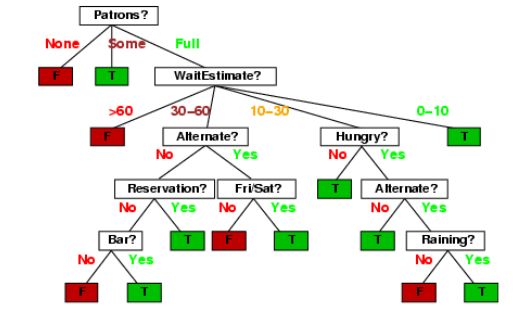 Patrons?
None Some Full
F T WaitEstimate?
>60 30–60 10–30 0–10
F Alternate? Hungry? T
No Yes No Yes
Reservation? Fri/Sat? T Alternate?
No Yes No Yes No Yes
Bar? T F T T Raining?
No Yes No Yes
F T F T